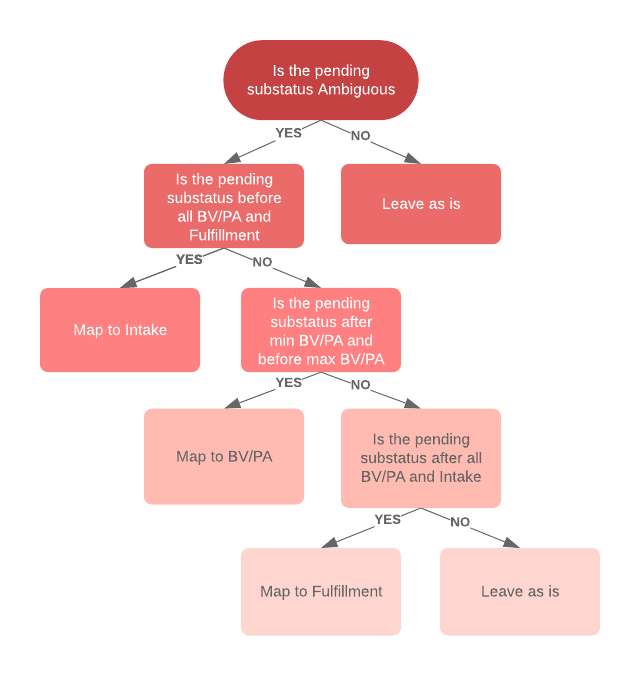 Is the pending
substatus Ambiguous
YES
NO
Is the pending
substatus before
all BV/PA and
Fulfillment
Leave as is
YES
NO
Map to Intake
Is the pending
substatus after
min BV/PA and
before max BV/PA
YES
NO
Map to BV/PA
Is the pending
substatus after all
BV/PA and Intake
YES
NO
Map to Fulfillment
Leave as is